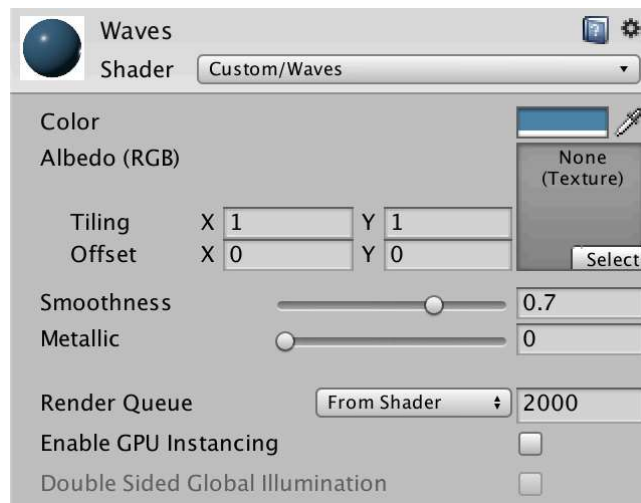 Waves
?
Shader Custom/Waves
Color
Albedo (RGB) None
(Texture)
Tiling X 1 Y 1
Offset X 0 Y 0
Select
Smoothness 0.7
Metallic 0
Render Queue From Shader 2000
Enable GPU Instancing
Double Sided Global Illumination